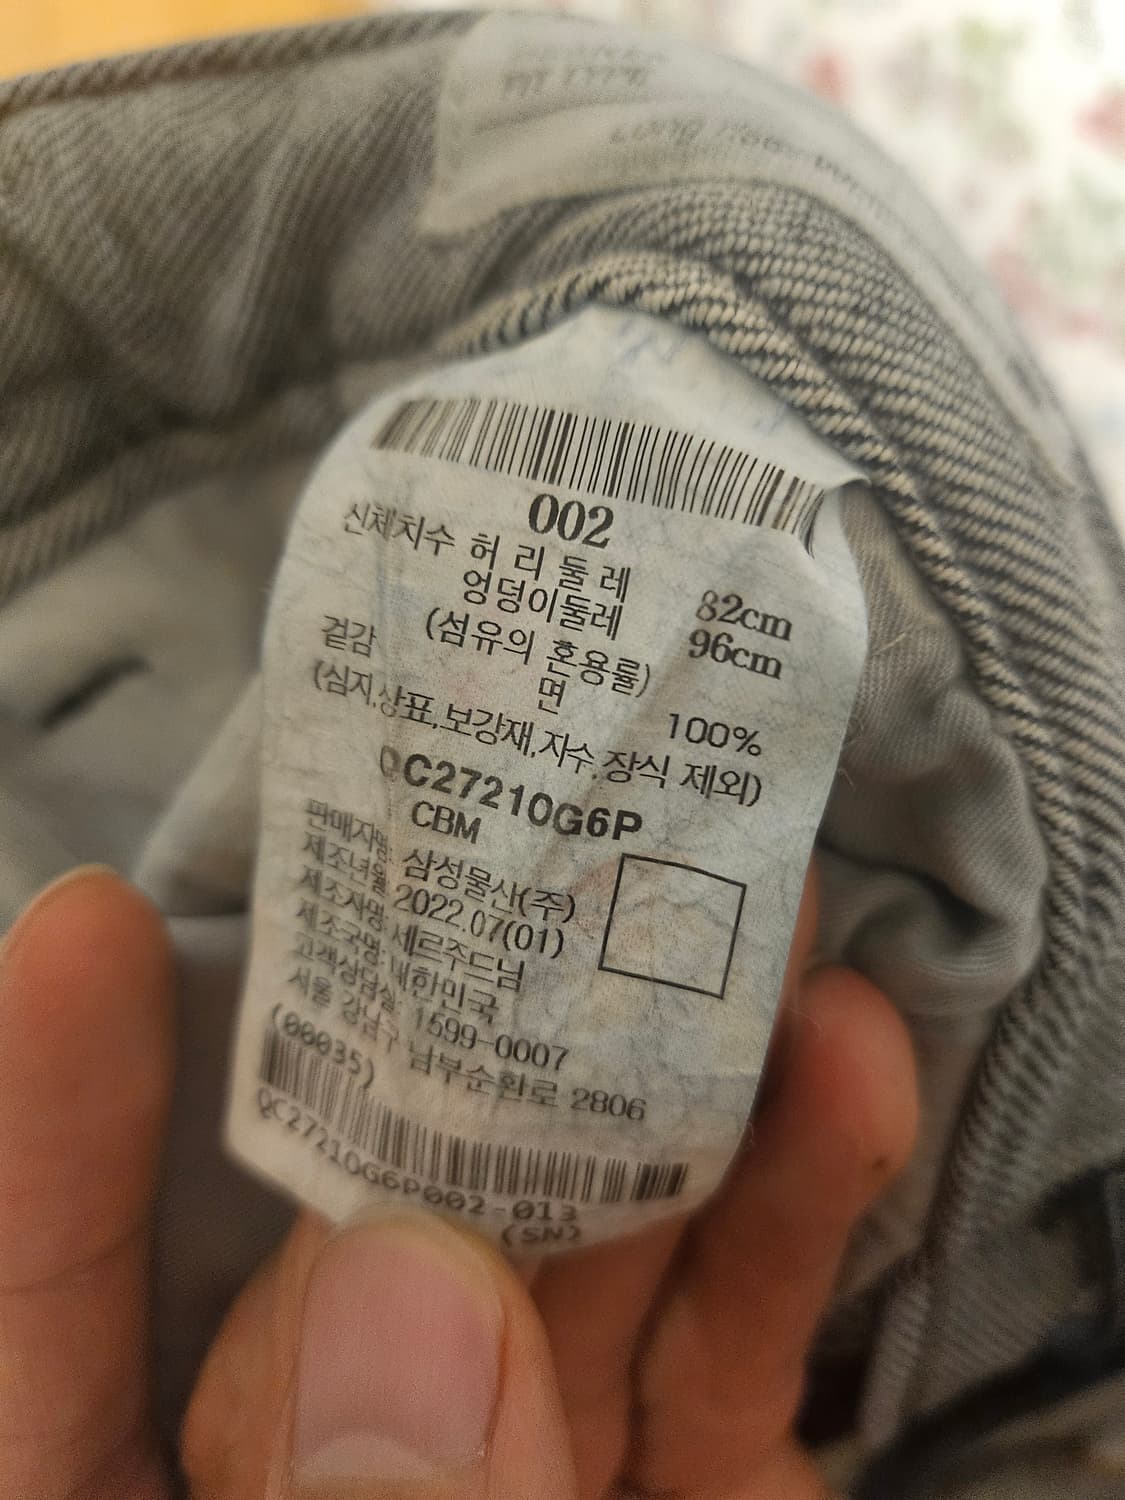 002
신체치수 허 리 둘 레 82cm
엉덩이둘레 96cm
(섬유의 혼용률)
겉감 면 100%
(심지,상표,보강재,자수,장식 제외)
QC27210G6P
CBM
판매자명: 삼성물산(주)
제조년월: 2022.07(01)
제조자명: 세르주드님
제조국명: 대한민국
고객상담실: 1599-0007
서울 강남구 남부순환로 2806
(00035)
QC27210G6P002-013
(SN)